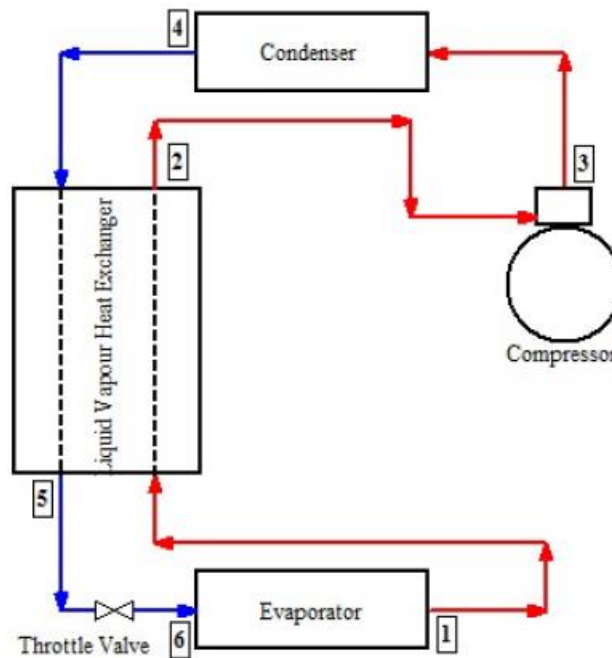 4
Condenser
2
3
Liquid Vapour Heat Exchanger
Compressor
5
Throttle Valve
6
Evaporator
1